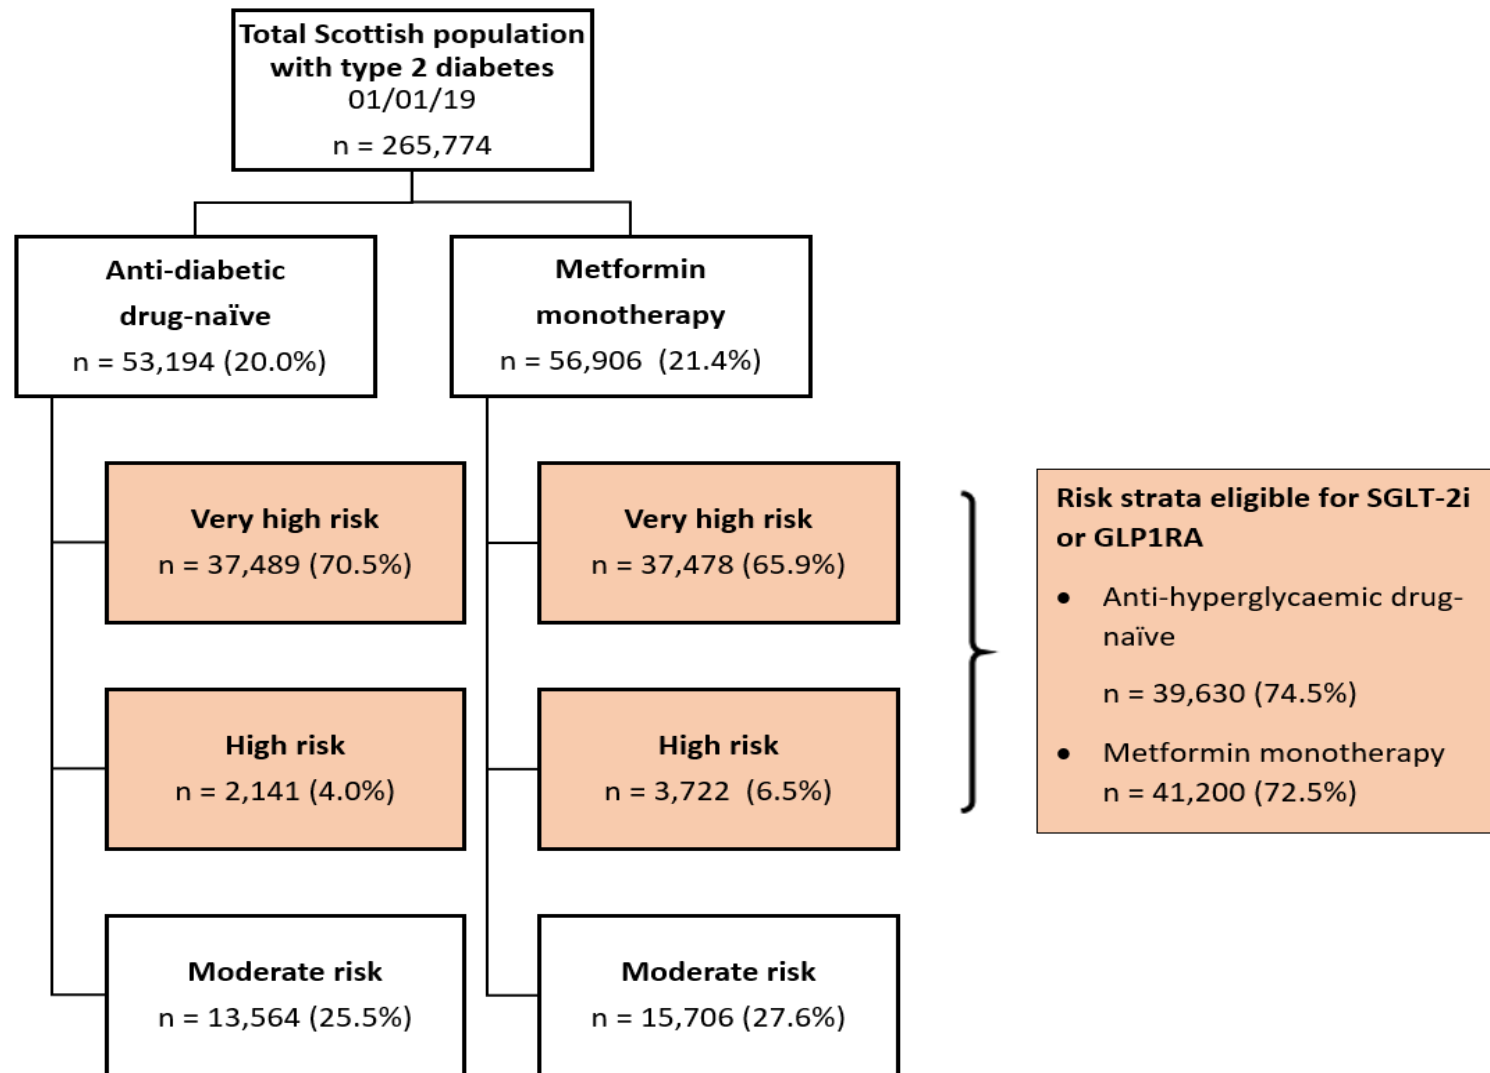 Total Scottish population
with type 2 diabetes
01/01/19
n = 265,774
Anti-diabetic
drug-naïve
n = 53,194 (20.0%)
Metformin
monotherapy
n = 56,906  (21.4%)
Very high risk
n = 37,489 (70.5%)
Very high risk
n = 37,478 (65.9%)
High risk
n = 2,141 (4.0%)
High risk
n = 3,722  (6.5%)
Moderate risk
n = 13,564 (25.5%)
Moderate risk
n = 15,706 (27.6%)
Risk strata eligible for SGLT-2i
or GLP1RA
• Anti-hyperglycaemic drug-
naïve
n = 39,630 (74.5%)
• Metformin monotherapy
n = 41,200 (72.5%)